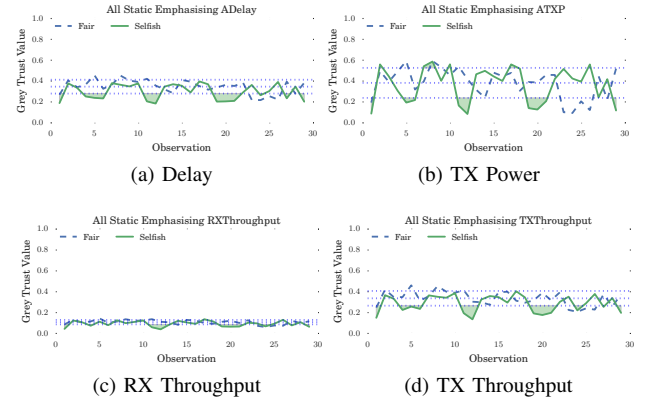 All Static Emphasising ADelay
Fair Selfish
Grey Trust Value
1.0
0.8
0.6
0.4
0.2
0.0
0 5 10 15 20 25 30
Observation
(a) Delay
All Static Emphasising ATXP
Fair Selfish
Grey Trust Value
1.0
0.8
0.6
0.4
0.2
0.0
0 5 10 15 20 25 30
Observation
(b) TX Power
All Static Emphasising RXThroughput
Fair Selfish
Grey Trust Value
1.0
0.8
0.6
0.4
0.2
0.0
0 5 10 15 20 25 30
Observation
(c) RX Throughput
All Static Emphasising TXThroughput
Fair Selfish
Grey Trust Value
1.0
0.8
0.6
0.4
0.2
0.0
0 5 10 15 20 25 30
Observation
(d) TX Throughput